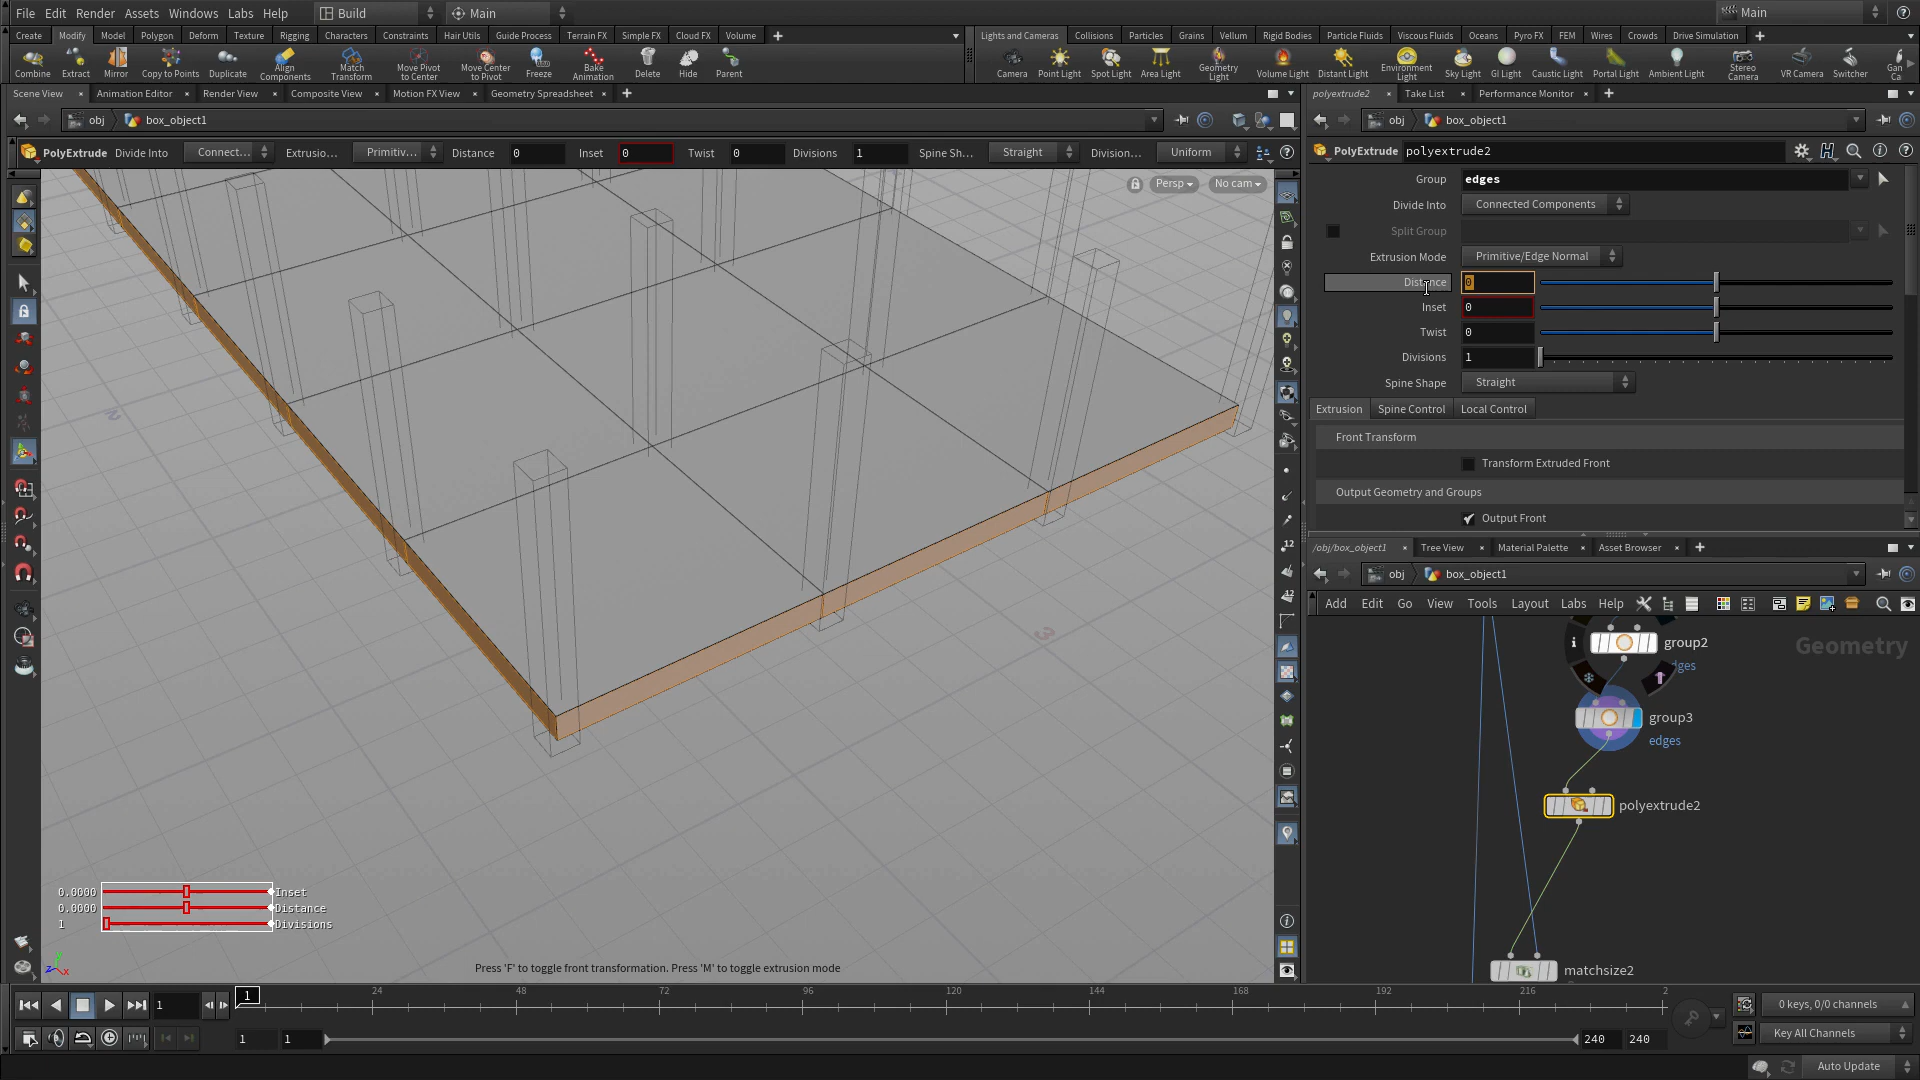 File Edit Render Assets Windows Labs Help Build Main Main
Create Modify Model Polygon Deform Texture Rigging Characters Constraints Hair Utils Guide Process Terrain FX Simple FX Cloud FX Volume
Lights and Cameras Collisions Particles Grains Vellum Rigid Bodies Particle Fluids Viscous Fluids Oceans Pyro FX FEM Wires Crowds Drive Simulation
Combine Extract Mirror Copy to Points Duplicate Align Components Match Transform Move Pivot to Center Move Center to Pivot Freeze Bake Animation Delete Hide Parent
Camera Point Light Spot Light Area Light Geometry Light Volume Light Distant Light Environment Light Sky Light GI Light Caustic Light Portal Light Ambient Light Stereo Camera VR Camera Switcher Gan Ca
Scene View Animation Editor Render View Composite View Motion FX View Geometry Spreadsheet
polyextrude2 Take List Performance Monitor
obj box_object1
obj box_object1
PolyExtrude Divide Into Connect... Extrusio... Primitiv... Distance 0 Inset 0 Twist 0 Divisions 1 Spine Sh... Straight Division... Uniform
PolyExtrude polyextrude2
Persp No cam
Group edges
Divide Into Connected Components
Split Group
Extrusion Mode Primitive/Edge Normal
Distance 0
Inset 0
Twist 0
Divisions 1
Spine Shape Straight
Extrusion Spine Control Local Control
Front Transform
Transform Extruded Front
Output Geometry and Groups
Output Front
12
12
3
/obj/box_object1 Tree View Material Palette Asset Browser
obj box_object1
Add Edit Go View Tools Layout Labs Help
Geometry
group2
dges
group3
edges
polyextrude2
matchsize2
0.0000 Inset
0.0000 Distance
1 Divisions
z y x
Press 'F' to toggle front transformation. Press 'M' to toggle extrusion mode
1 1 24 48 72 96 120 144 168 192 216 2
0 keys, 0/0 channels
1 1 240 240
Key All Channels
Auto Update